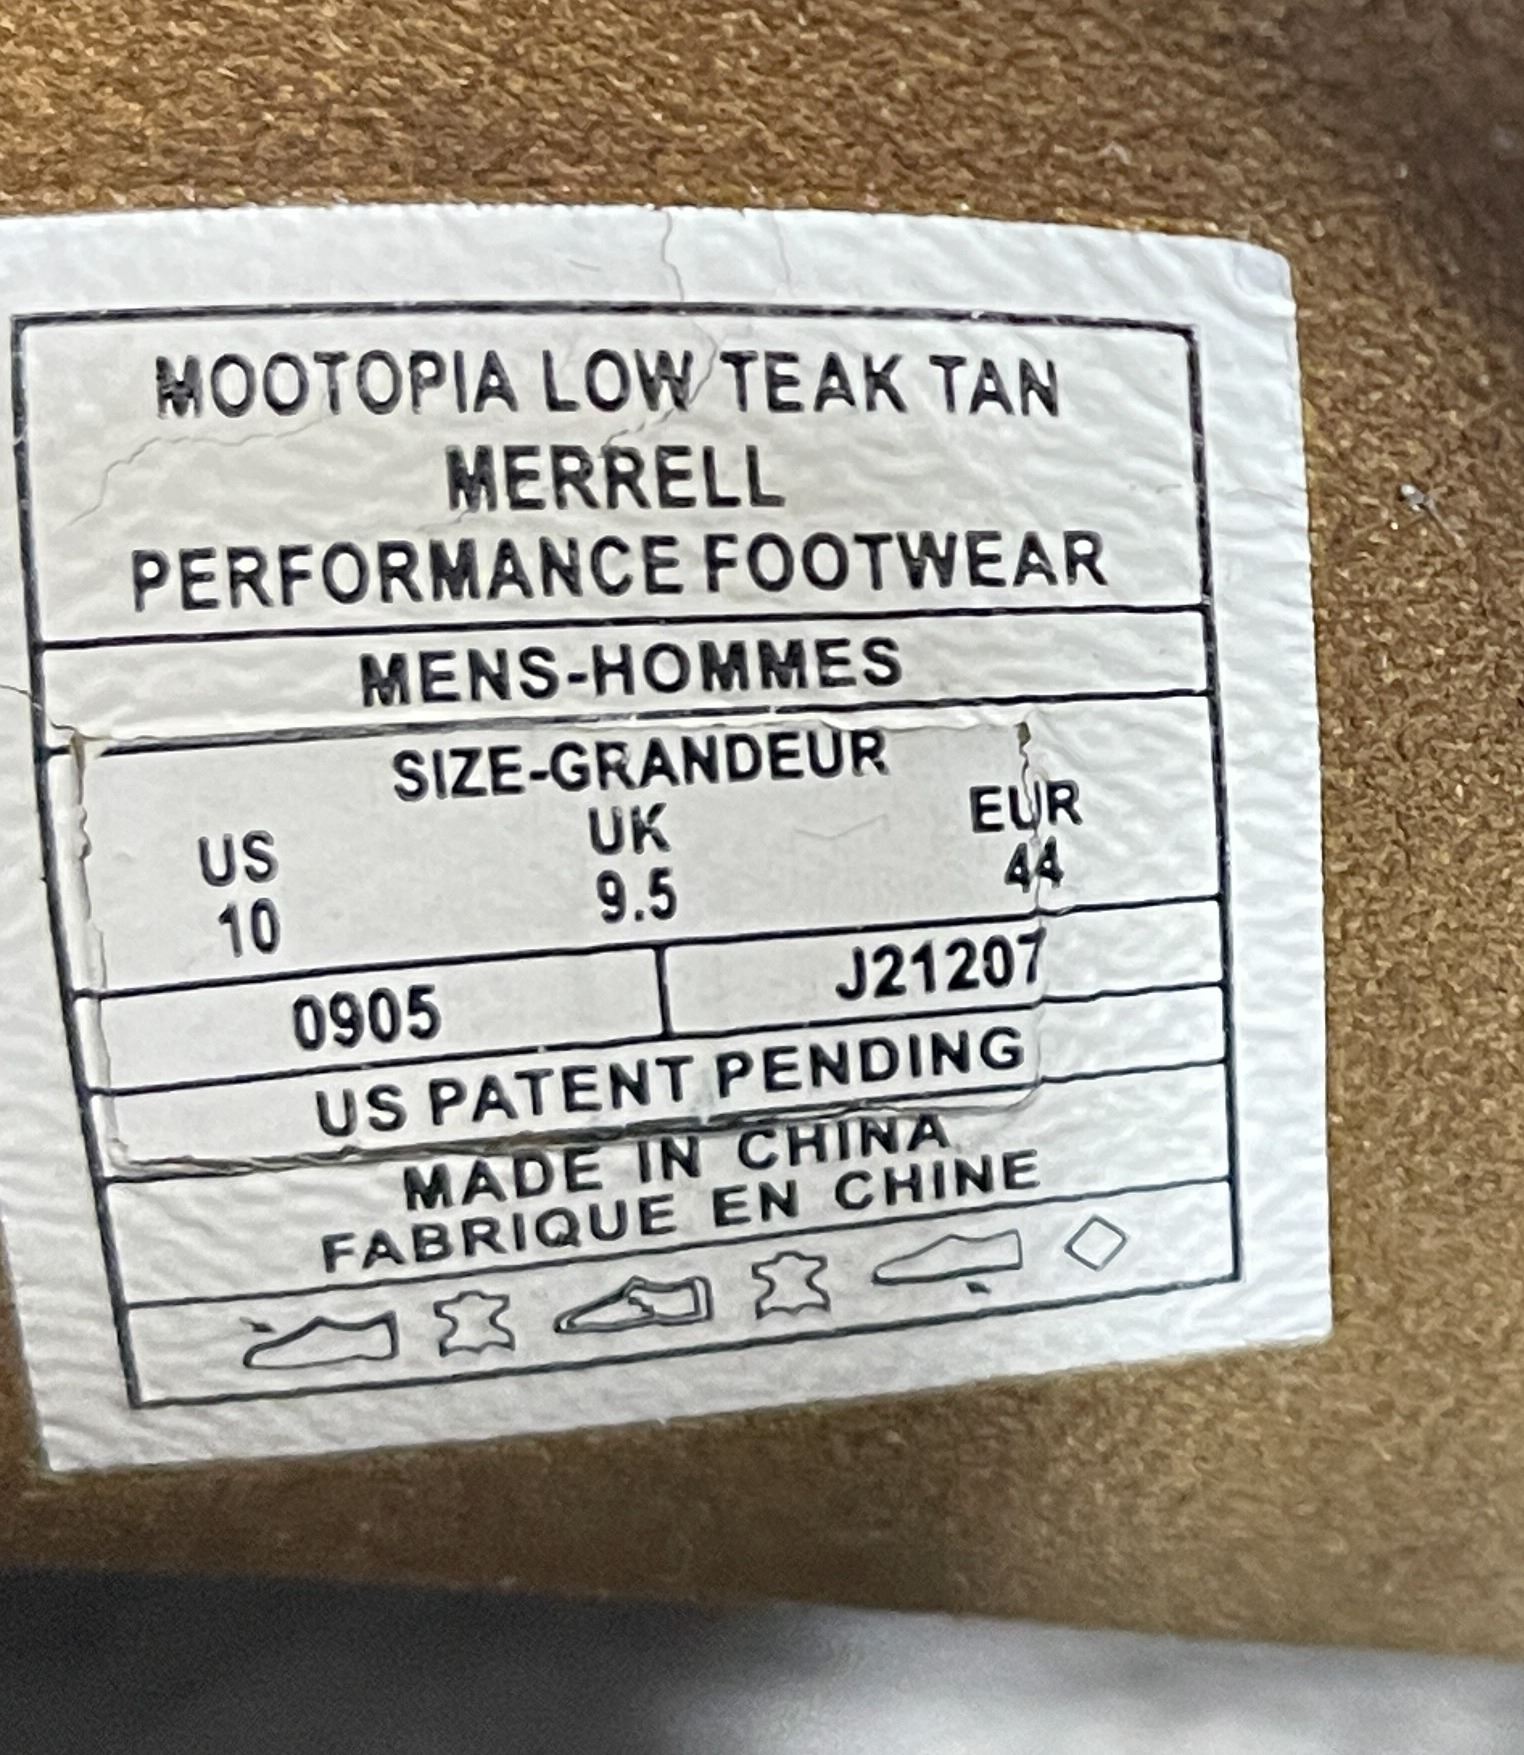 MOOTOPIA LOW TEAK TAN
MERRELL
PERFORMANCE FOOTWEAR
MENS-HOMMES
SIZE-GRANDEUR
US UK EUR
10 9.5 44
0905 J21207
US PATENT PENDING
MADE IN CHINA
FABRIQUE EN CHINE